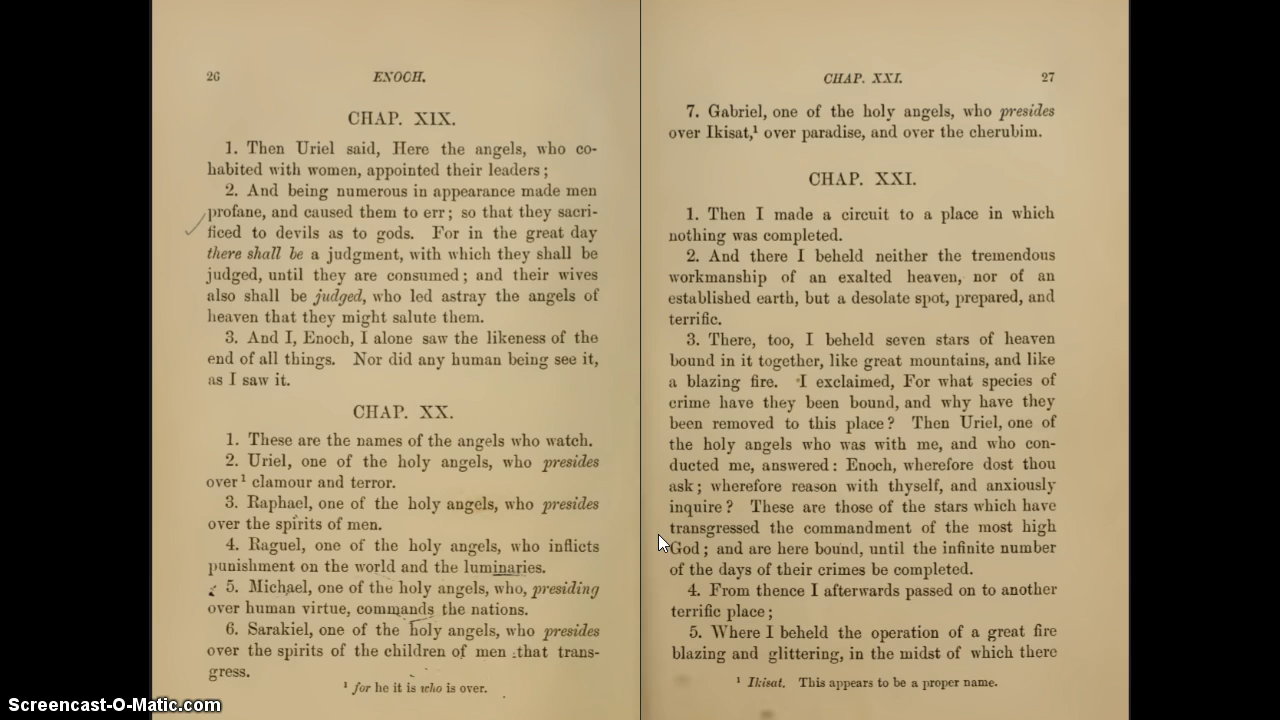 26 ENOCH.
CHAP. XIX.
1. Then Uriel said, Here the angels, who co-
habited with women, appointed their leaders;
2. And being numerous in appearance made men
profane, and caused them to err; so that they sacri-
ficed to devils as to gods. For in the great day
there shall be a judgment, with which they shall be
judged, until they are consumed; and their wives
also shall be judged, who led astray the angels of
heaven that they might salute them.
3. And I, Enoch, I alone saw the likeness of the
end of all things. Nor did any human being see it,
as I saw it.
CHAP. XX.
1. These are the names of the angels who watch.
2. Uriel, one of the holy angels, who presides
over¹ clamour and terror.
3. Raphael, one of the holy angels, who presides
over the spirits of men.
4. Raguel, one of the holy angels, who inflicts
punishment on the world and the luminaries.
5. Michael, one of the holy angels, who, presiding
over human virtue, commands the nations.
6. Sarakiel, one of the holy angels, who presides
over the spirits of the children of men that trans-
gress.
¹ for he it is who is over.
CHAP. XXI. 27
7. Gabriel, one of the holy angels, who presides
over Ikisat,¹ over paradise, and over the cherubim.
CHAP. XXI.
1. Then I made a circuit to a place in which
nothing was completed.
2. And there I beheld neither the tremendous
workmanship of an exalted heaven, nor of an
established earth, but a desolate spot, prepared, and
terrific.
3. There, too, I beheld seven stars of heaven
bound in it together, like great mountains, and like
a blazing fire. I exclaimed, For what species of
crime have they been bound, and why have they
been removed to this place? Then Uriel, one of
the holy angels who was with me, and who con-
ducted me, answered: Enoch, wherefore dost thou
ask; wherefore reason with thyself, and anxiously
inquire? These are those of the stars which have
transgressed the commandment of the most high
God; and are here bound, until the infinite number
of the days of their crimes be completed.
4. From thence I afterwards passed on to another
terrific place;
5. Where I beheld the operation of a great fire
blazing and glittering, in the midst of which there
¹ Ikisat. This appears to be a proper name.
Screencast-O-Matic.com